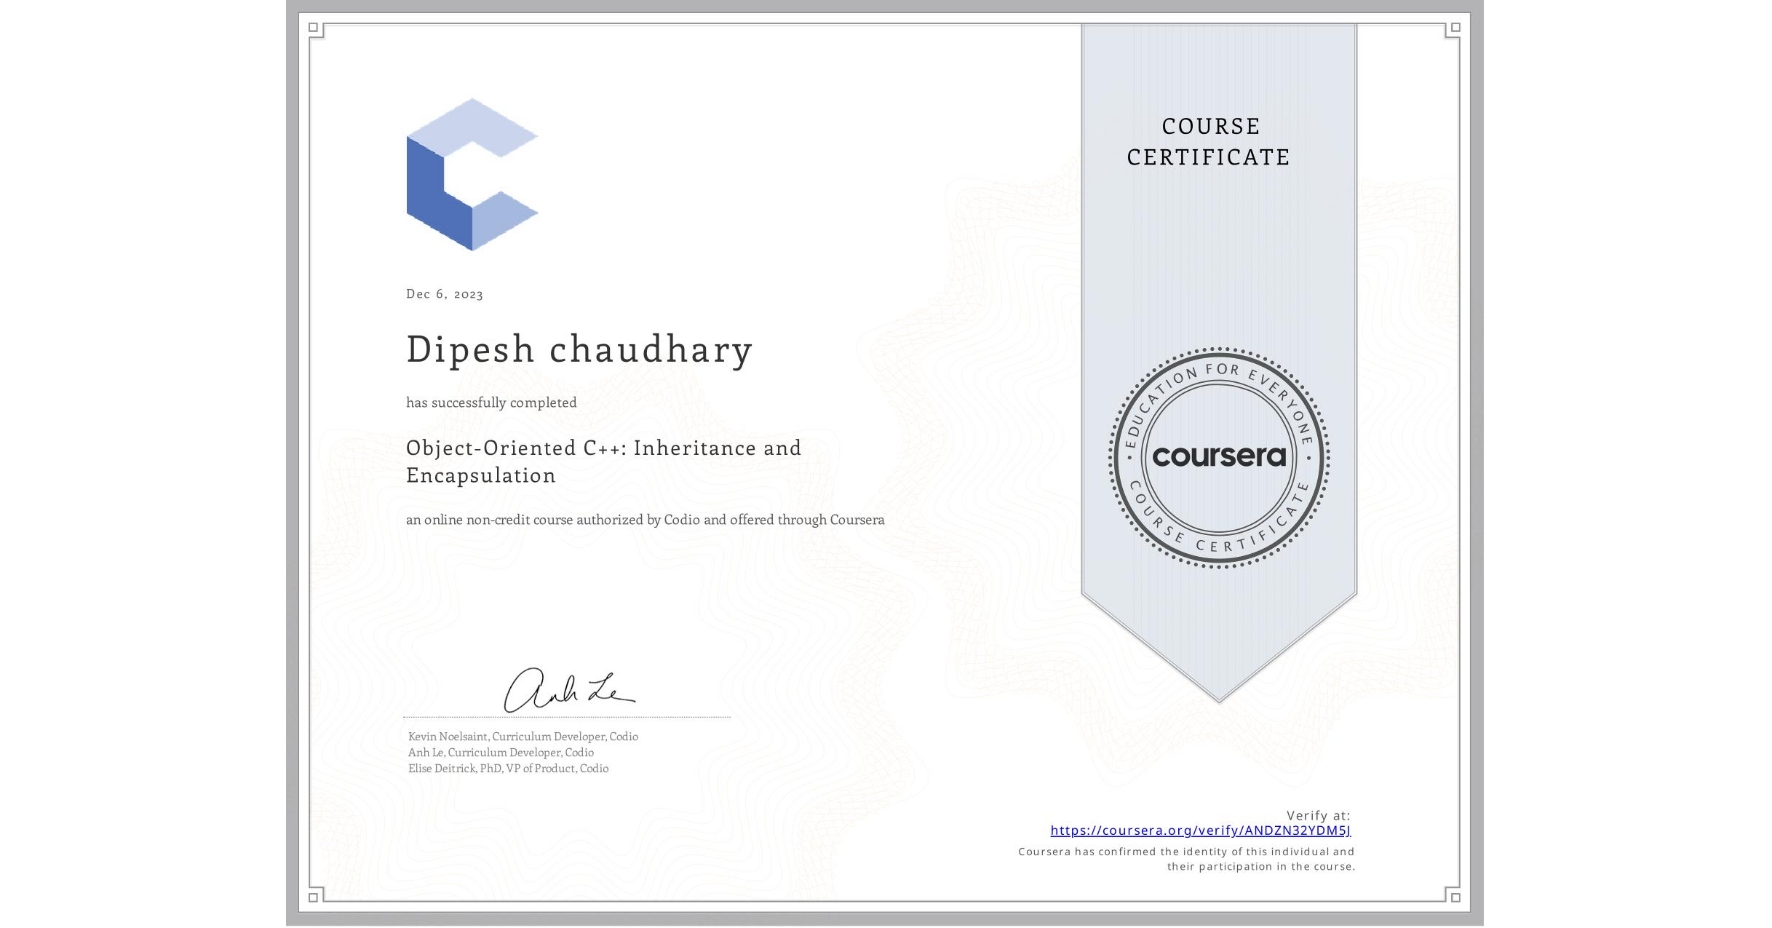 COURSE
CERTIFICATE
Dec 6, 2023
Dipesh chaudhary
has successfully completed
Object-Oriented C++: Inheritance and
Encapsulation
an online non-credit course authorized by Codio and offered through Coursera
EDUCATION FOR EVERYONE
coursera
COURSE CERTIFICATE
Anh Le
Kevin Noelsaint, Curriculum Developer, Codio
Anh Le, Curriculum Developer, Codio
Elise Deitrick, PhD, VP of Product, Codio
Verify at:
https://coursera.org/verify/ANDZN32YDM5J
Coursera has confirmed the identity of this individual and
their participation in the course.